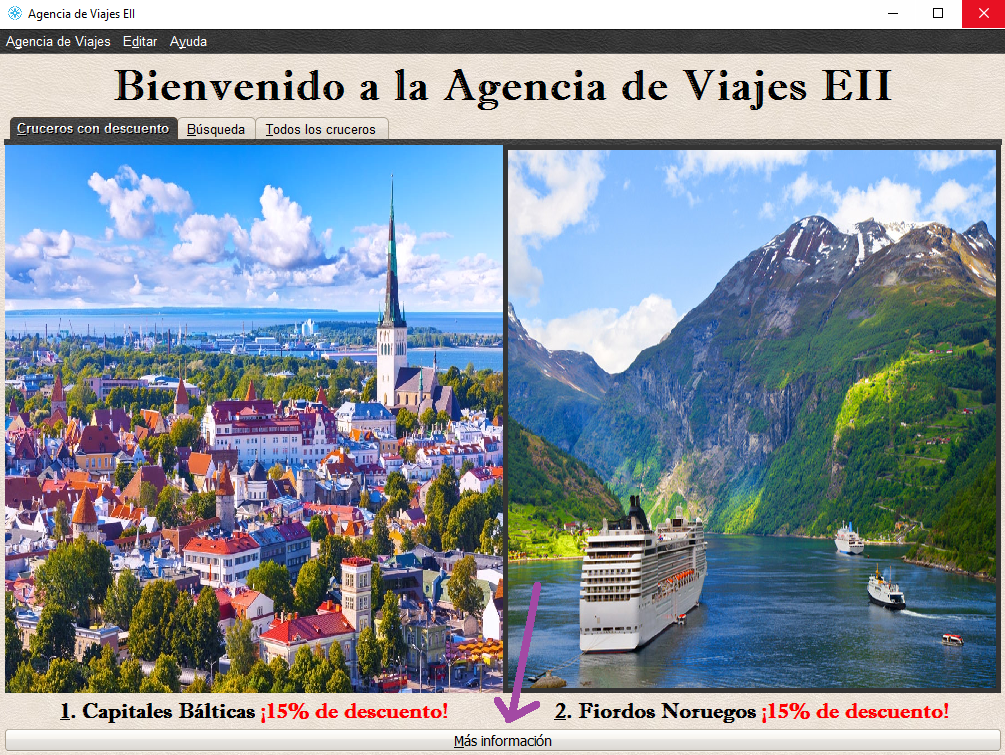 Agencia de Viajes EII
Agencia de Viajes Editar Ayuda
Bienvenido a la Agencia de Viajes EII
Cruceros con descuento Búsqueda Todos los cruceros
1. Capitales Bálticas ¡15% de descuento! 2. Fiordos Noruegos ¡15% de descuento!
Más información